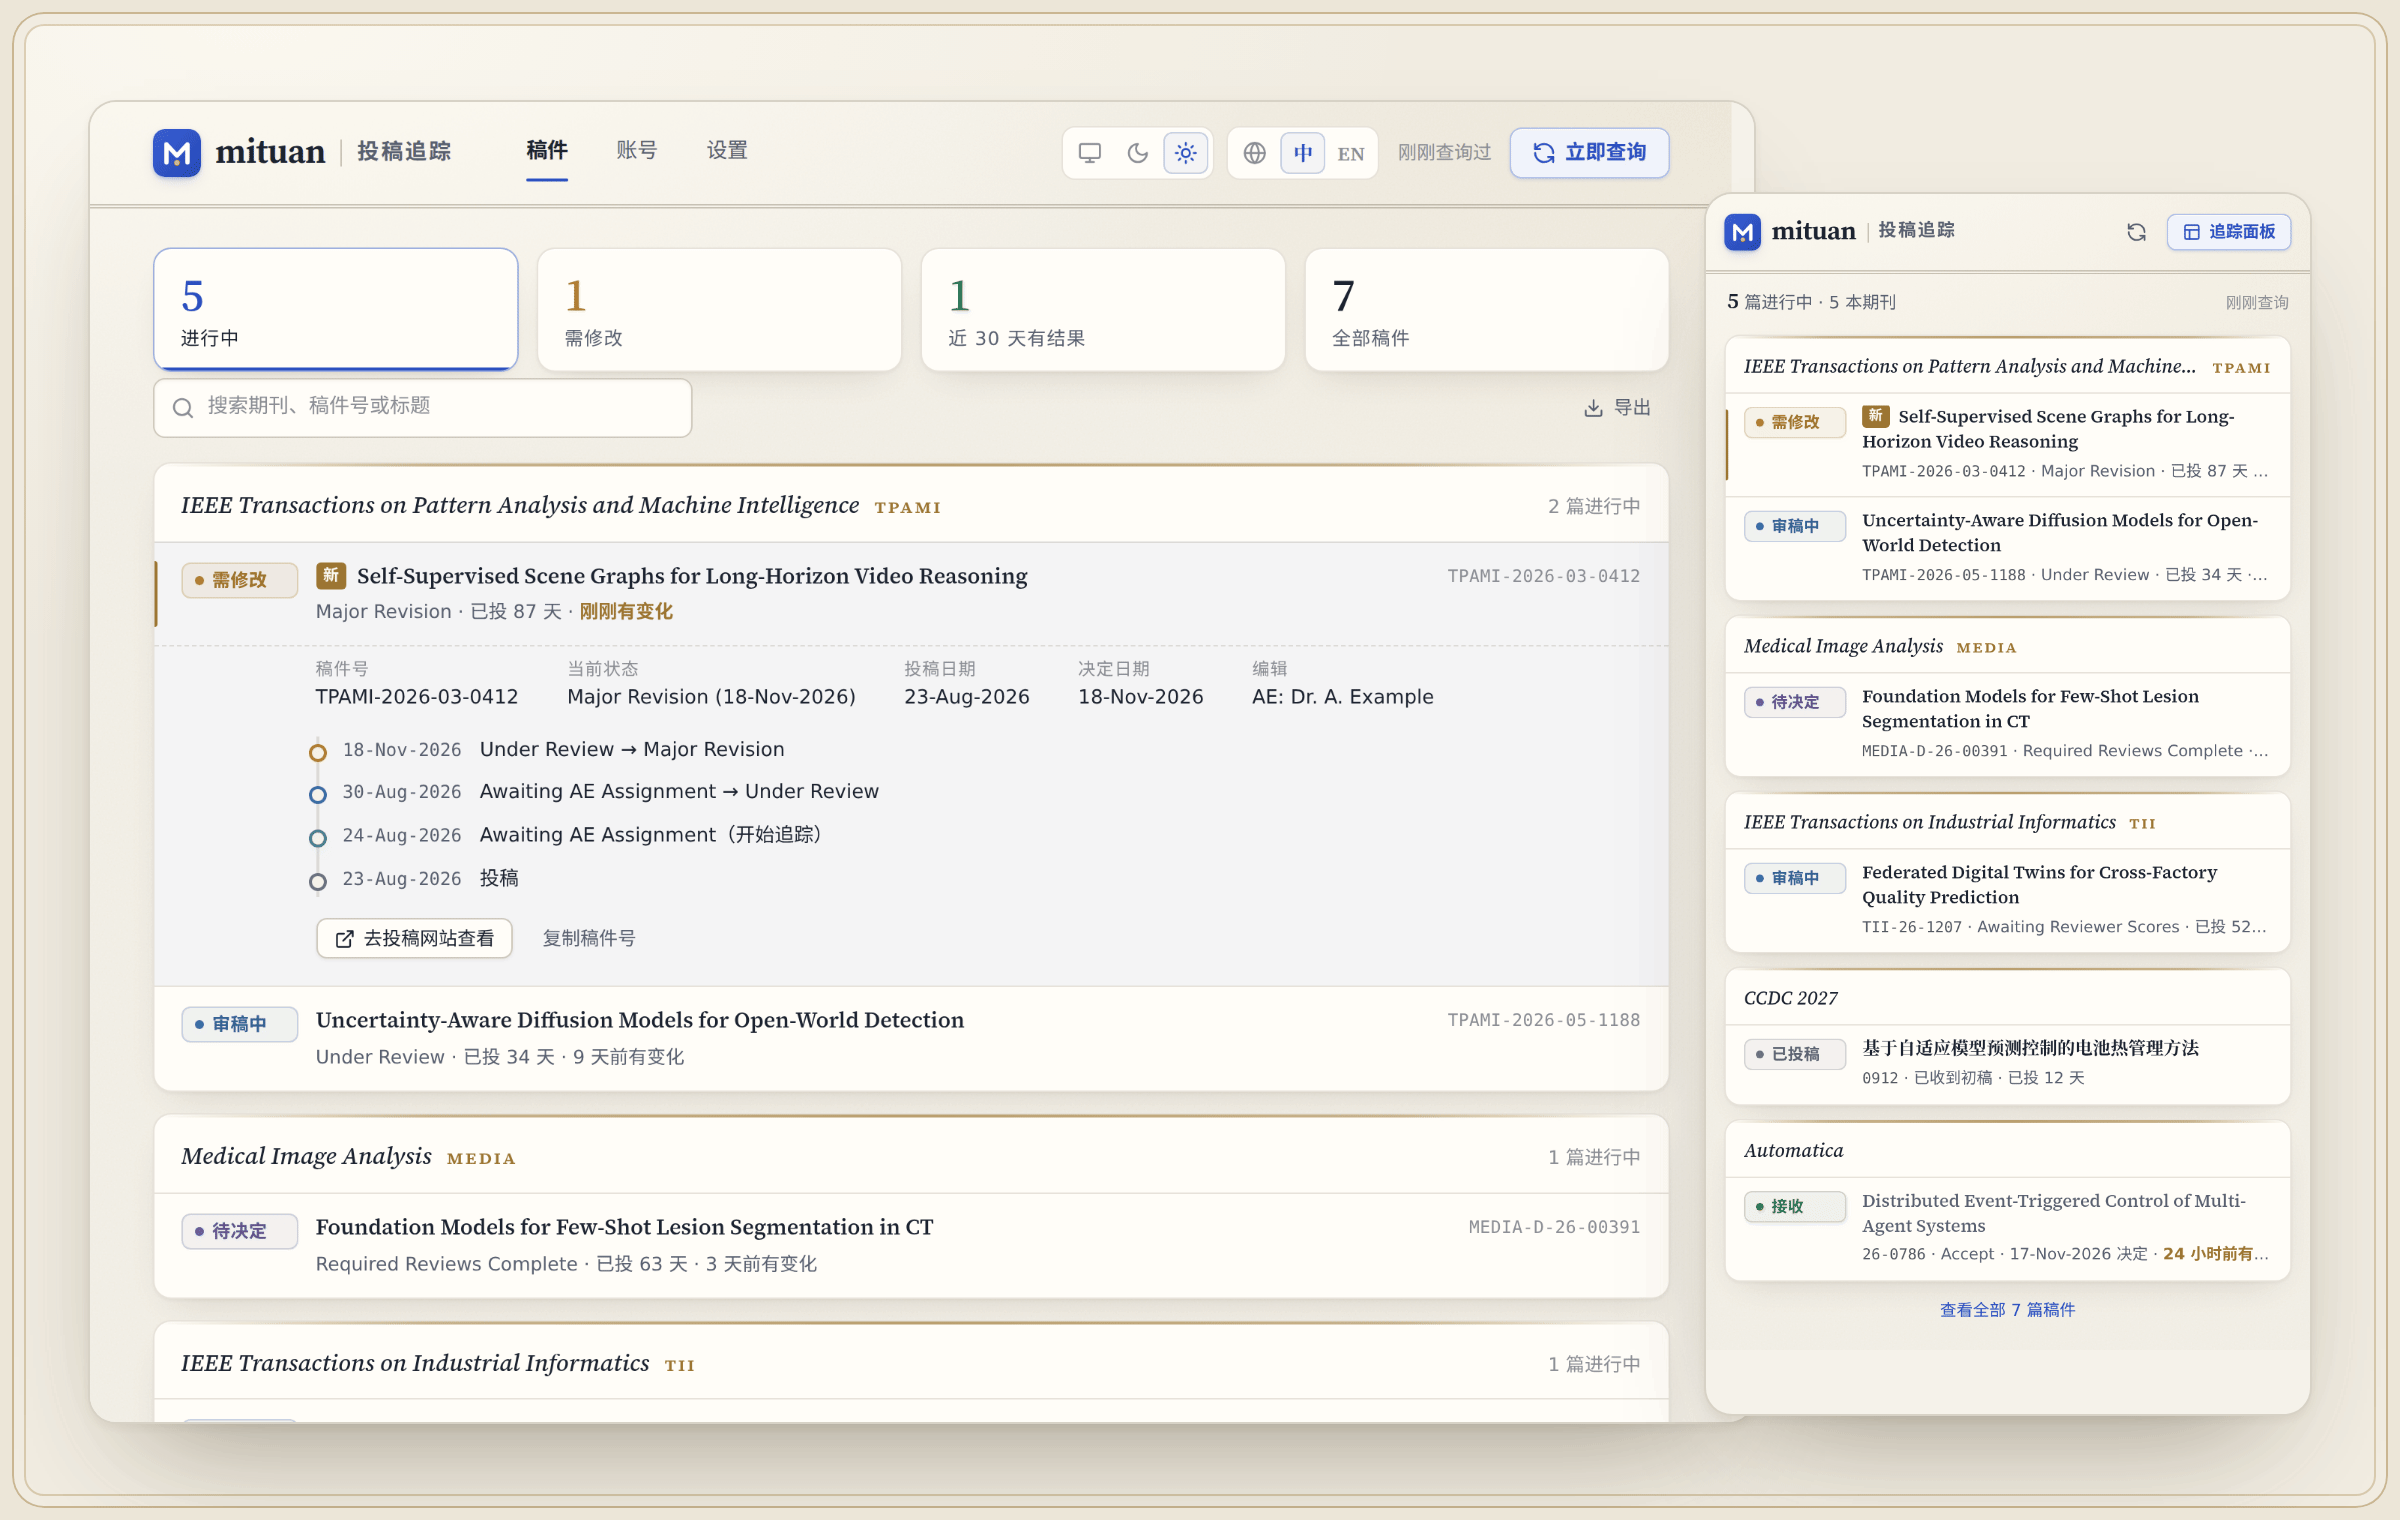 mituan 投稿追踪 稿件 账号 设置 中 EN 刚刚查询过 立即查询
5
进行中
1
需修改
1
近 30 天有结果
7
全部稿件
搜索期刊、稿件号或标题
导出
IEEE Transactions on Pattern Analysis and Machine Intelligence TPAMI 2 篇进行中
需修改 新 Self-Supervised Scene Graphs for Long-Horizon Video Reasoning TPAMI-2026-03-0412
Major Revision · 已投 87 天 · 刚刚有变化
稿件号 当前状态 投稿日期 决定日期 编辑
TPAMI-2026-03-0412 Major Revision (18-Nov-2026) 23-Aug-2026 18-Nov-2026 AE: Dr. A. Example
18-Nov-2026 Under Review → Major Revision
30-Aug-2026 Awaiting AE Assignment → Under Review
24-Aug-2026 Awaiting AE Assignment（开始追踪）
23-Aug-2026 投稿
去投稿网站查看 复制稿件号
审稿中 Uncertainty-Aware Diffusion Models for Open-World Detection TPAMI-2026-05-1188
Under Review · 已投 34 天 · 9 天前有变化
Medical Image Analysis MEDIA 1 篇进行中
待决定 Foundation Models for Few-Shot Lesion Segmentation in CT MEDIA-D-26-00391
Required Reviews Complete · 已投 63 天 · 3 天前有变化
IEEE Transactions on Industrial Informatics TII 1 篇进行中
mituan 投稿追踪 追踪面板
5 篇进行中 · 5 本期刊 刚刚查询
IEEE Transactions on Pattern Analysis and Machine... TPAMI
需修改 新 Self-Supervised Scene Graphs for Long-
Horizon Video Reasoning
TPAMI-2026-03-0412 · Major Revision · 已投 87 天 ...
审稿中 Uncertainty-Aware Diffusion Models for Open-
World Detection
TPAMI-2026-05-1188 · Under Review · 已投 34 天 ·...
Medical Image Analysis MEDIA
待决定 Foundation Models for Few-Shot Lesion
Segmentation in CT
MEDIA-D-26-00391 · Required Reviews Complete ·...
IEEE Transactions on Industrial Informatics TII
审稿中 Federated Digital Twins for Cross-Factory
Quality Prediction
TII-26-1207 · Awaiting Reviewer Scores · 已投 52...
CCDC 2027
已投稿 基于自适应模型预测控制的电池热管理方法
0912 · 已收到初稿 · 已投 12 天
Automatica
接收 Distributed Event-Triggered Control of Multi-
Agent Systems
26-0786 · Accept · 17-Nov-2026 决定 · 24 小时前有...
查看全部 7 篇稿件